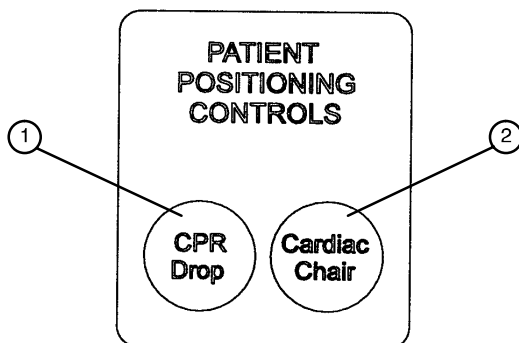 PATIENT
POSITIONING
CONTROLS
1
2
CPR
Drop
Cardiac
Chair